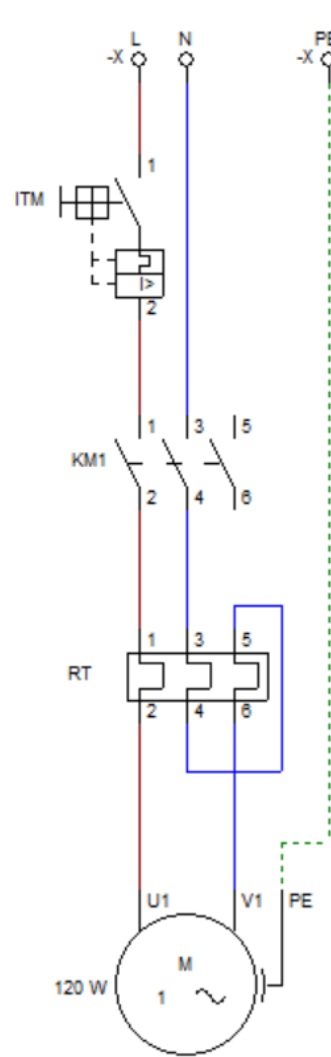 L N PE
-X -X
1
ITM
I>
2
1 3 5
KM1
2 4 6
1 3 5
RT
2 4 6
U1 V1 PE
M
120 W 1